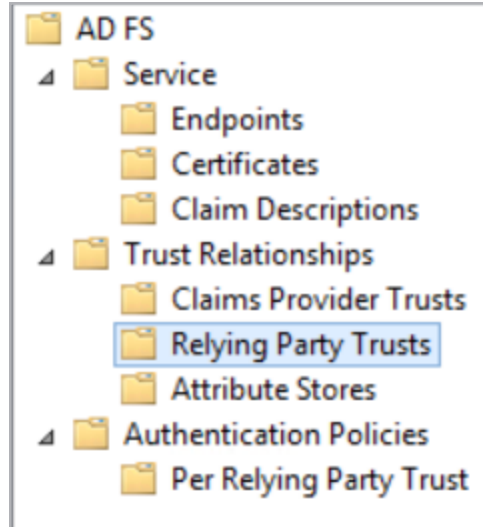 AD FS
Service
Endpoints
Certificates
Claim Descriptions
Trust Relationships
Claims Provider Trusts
Relying Party Trusts
Attribute Stores
Authentication Policies
Per Relying Party Trust